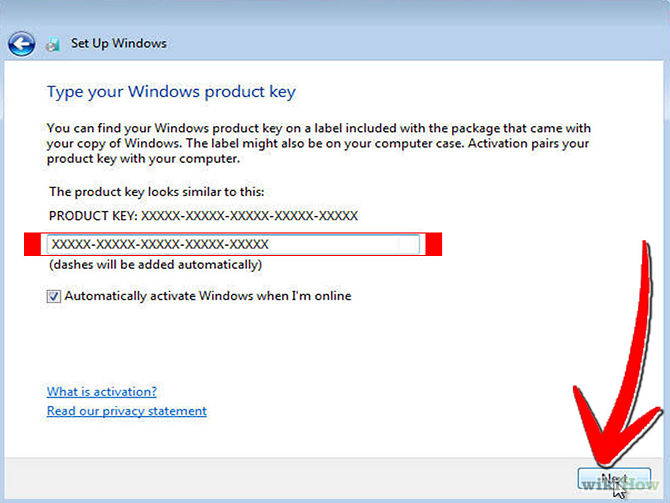 Set Up Windows
Type your Windows product key
You can find your Windows product key on a label included with the package that came with
your copy of Windows. The label might also be on your computer case. Activation pairs your
product key with your computer.
The product key looks similar to this:
PRODUCT KEY: XXXXX-XXXXX-XXXXX-XXXXX-XXXXX
XXXXX-XXXXX-XXXXX-XXXXX-XXXXX
(dashes will be added automatically)
Automatically activate Windows when I'm online
What is activation?
Read our privacy statement
Next
wikiHow